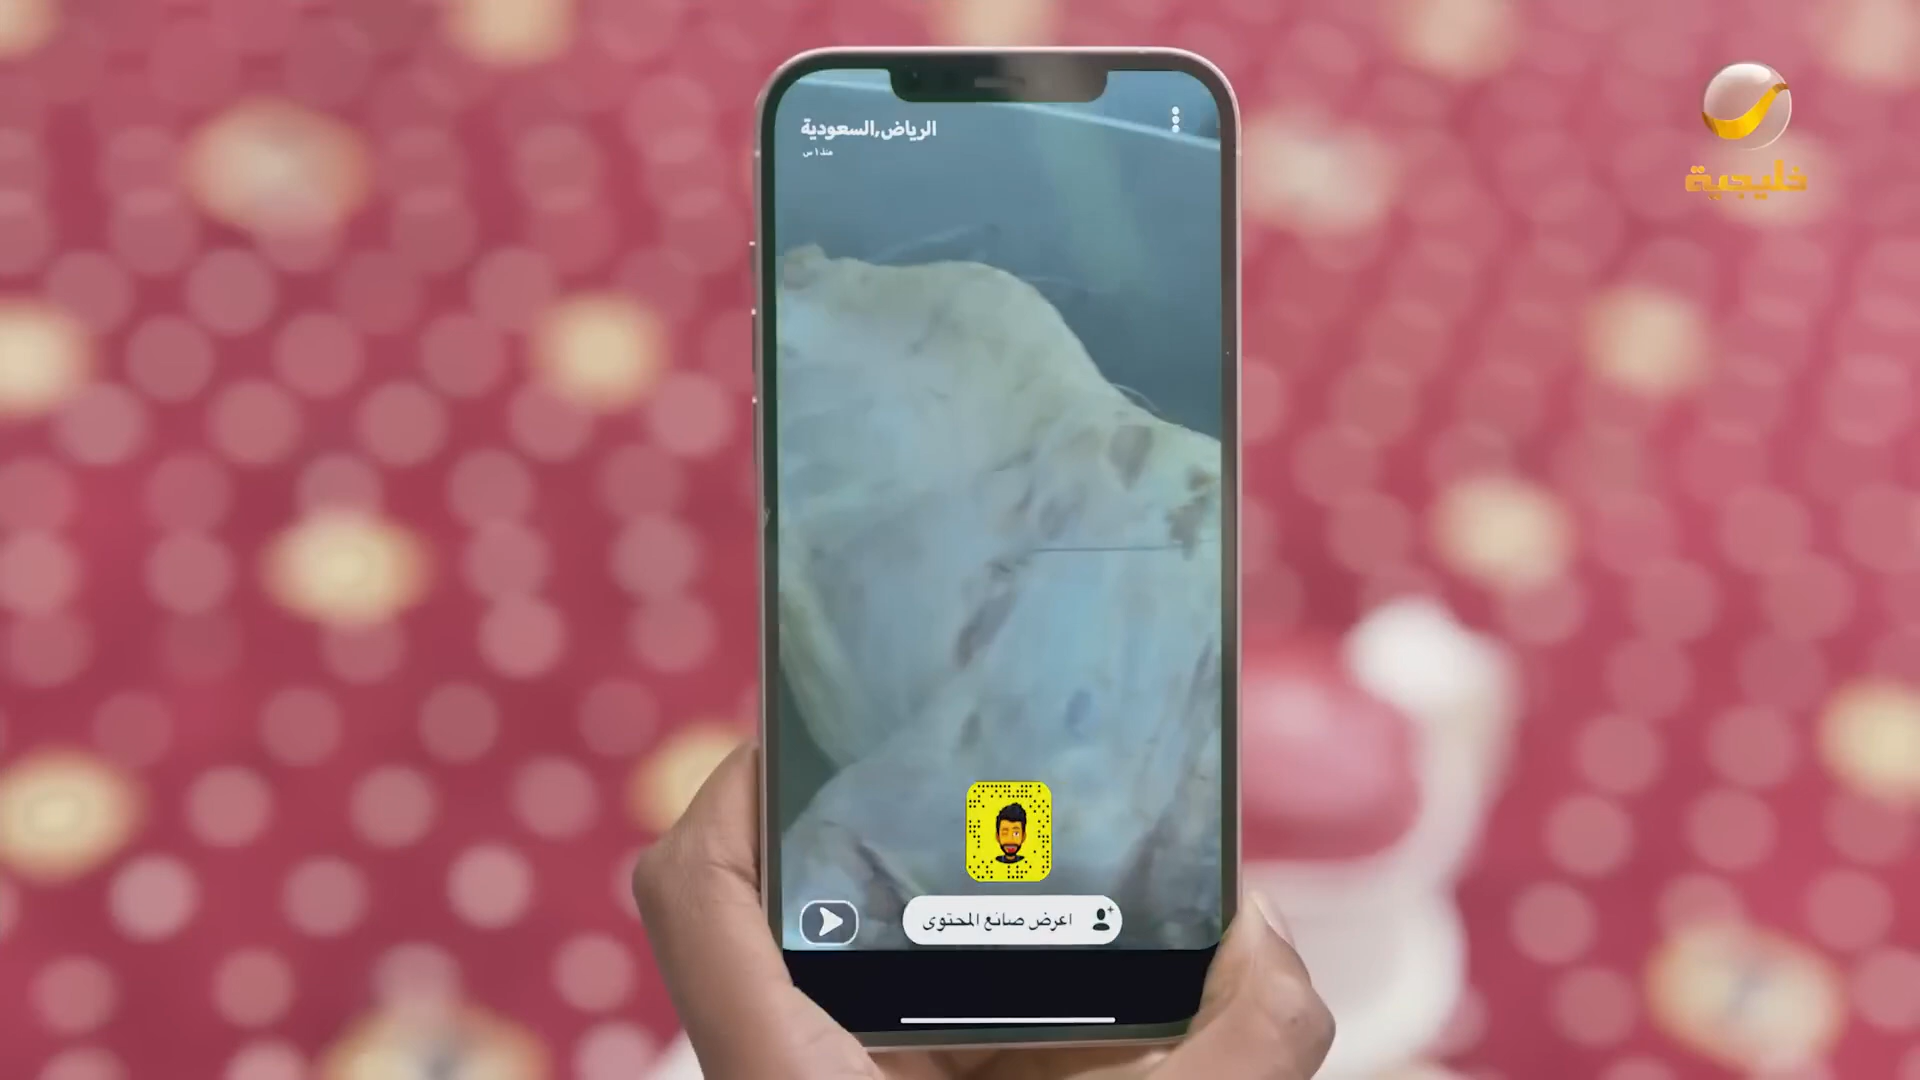 الرياض,السعودية
منذ ١ س
خليجية
اعرض صانع المحتوى